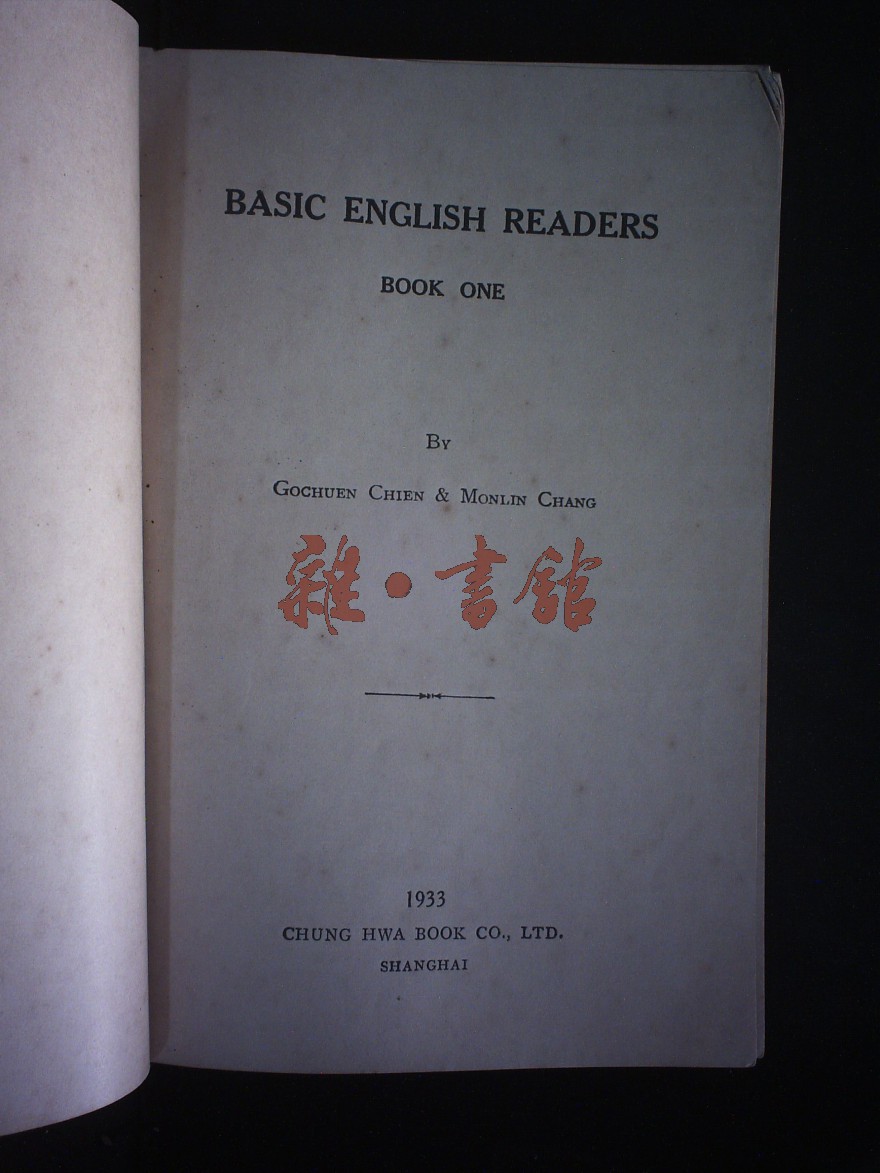 BASIC ENGLISH READERS
BOOK ONE
BY
GOCHUEN CHIEN & MONLIN CHANG
雜·書館
1933
CHUNG HWA BOOK CO., LTD.
SHANGHAI